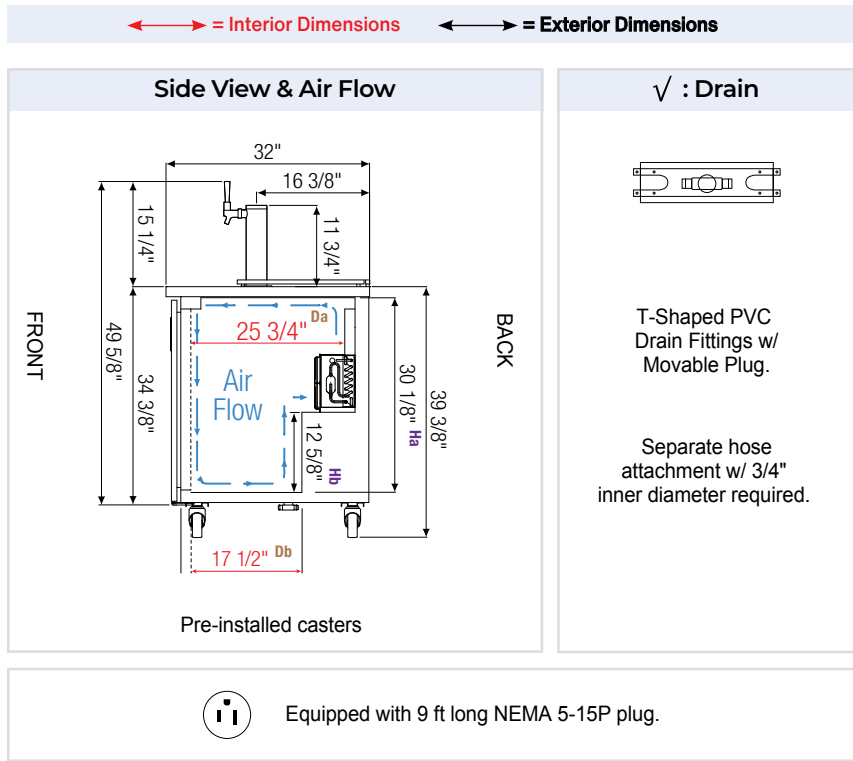 = Interior Dimensions
= Exterior Dimensions
Side View & Air Flow
32"
16 3/8"
15 1/4"
11 3/4"
FRONT
49 5/8"
34 3/8"
Da
25 3/4"
Air
Flow
12 5/8" Hb
30 1/8" Ha
39 3/8"
BACK
17 1/2" Db
Pre-installed casters
√ : Drain
T-Shaped PVC
Drain Fittings w/
Movable Plug.
Separate hose
attachment w/ 3/4"
inner diameter required.
Equipped with 9 ft long NEMA 5-15P plug.